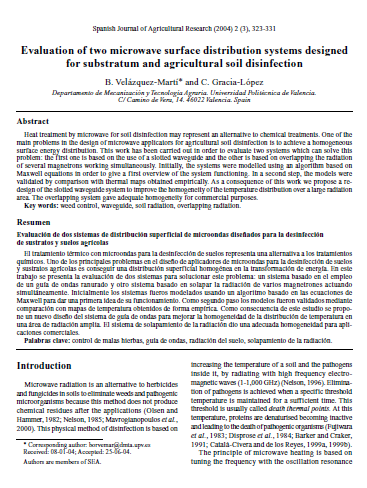 Spanish Journal of Agricultural Research (2004) 2 (3), 323-331
Evaluation of two microwave surface distribution systems designed
for substratum and agricultural soil disinfection
B. Velázquez-Martí* and C. Gracia-López
Departamento de Mecanización y Tecnología Agraria. Universidad Politécnica de Valencia.
C/ Camino de Vera, 14. 46022 Valencia. Spain
Abstract
Heat treatment by microwave for soil disinfection may represent an alternative to chemical treatments. One of the
main problems in the design of microwave applicators for agricultural soil disinfection is to achieve a homogeneous
surface energy distribution. This work has been carried out in order to evaluate two systems which can solve this
problem: the first one is based on the use of a slotted waveguide and the other is based on overlapping the radiation
of several magnetrons working simultaneously. Initially, the systems were modelled using an algorithm based on
Maxwell equations in order to give a first overview of the system functioning. In a second step, the models were
validated by comparison with thermal maps obtained empirically. As a consequence of this work we propose a re-
design of the slotted waveguide system to improve the homogeneity of the temperature distribution over a large radiation
area. The overlapping system gave adequate homogeneity for commercial purposes.
Key words: weed control, waveguide, soil radiation, overlapping radiation.
Resumen
Evaluación de dos sistemas de distribución superficial de microondas diseñados para la desinfección
de sustratos y suelos agrícolas
El tratamiento térmico con microondas para la desinfección de suelos representa una alternativa a los tratamientos
químicos. Uno de los principales problemas en el diseño de aplicadores de microondas para la desinfección de suelos
y sustratos agrícolas es conseguir una distribución superficial homogénea en la transformación de energía. En este
trabajo se presenta la evaluación de dos sistemas para solucionar este problema: un sistema basado en el empleo
de un guía de ondas ranurado y otro sistema basado en solapar la radiación de varios magnetrones actuando
simultáneamente. Inicialmente los sistemas fueros modelados usando un algoritmo basado en las ecuaciones de
Maxwell para dar una primera idea de su funcionamiento. Como segundo paso los modelos fueron validados mediante
comparación con mapas de temperatura obtenidos de forma empírica. Como consecuencia de este estudio se propo-
ne un nuevo diseño del sistema de guía de ondas para mejorar la homogeneidad de la distribución de temperatura en
una área de radiación amplia. El sistema de solapamiento de la radiación dio una adecuada homogeneidad para apli-
caciones comerciales.
Palabras clave: control de malas hierbas, guía de ondas, radiación del suelo, solapamiento de la radiación.
Introduction
Microwave radiation is an alternative to herbicides
and fungicides in soils to eliminate weeds and pathogenic
microorganisms because this method does not produce
chemical residues after the applications (Olsen and
Hammer, 1982; Nelson, 1985; Mavrogianopoulos et al.,
2000). This physical method of disinfection is based on
* Corresponding author: borvemar@dmta.upv.es
Received: 08-01-04; Accepted: 25-06-04.
Authors are members of SEA.
increasing the temperature of a soil and the pathogens
inside it, by radiating with high frequency electro-
magnetic waves (1-1,000 GHz) (Nelson, 1996). Elimina-
tion of pathogens is achieved when a specific threshold
temperature is maintained for a sufficient time. This
threshold is usually called death thermal points. At this
temperature, proteins are denaturalised becoming inactive
and leading to the death of pathogenic organisms (Fujiwara
et al., 1983; Disprose et al., 1984; Barker and Craker,
1991; Catalá-Civera and de los Reyes, 1999a, 1999b).
The principle of microwave heating is based on
tuning the frequency with the oscillation resonance